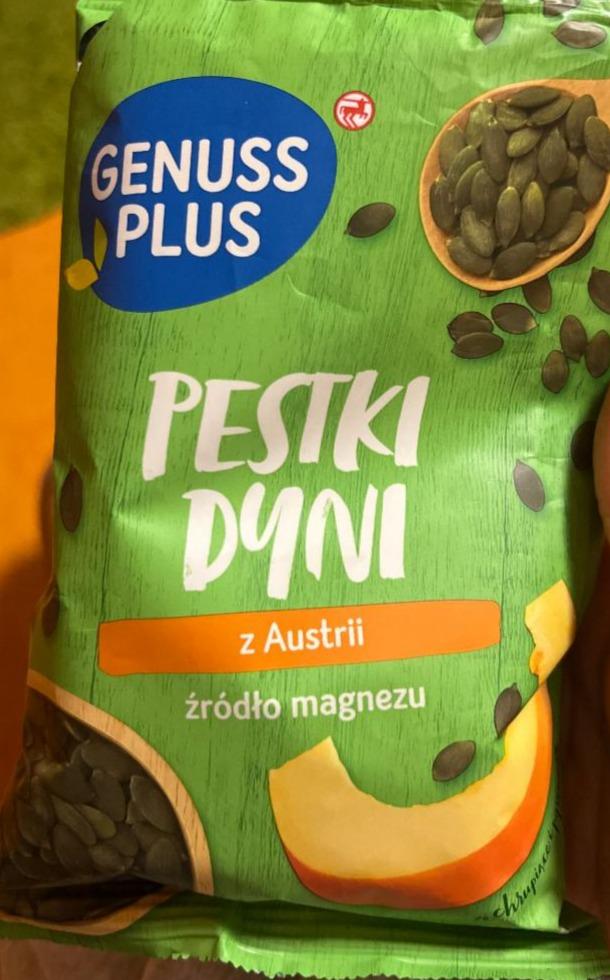 GENUSS
PLUS
PESTKI
DYNI
z Austrii
źródło magnezu